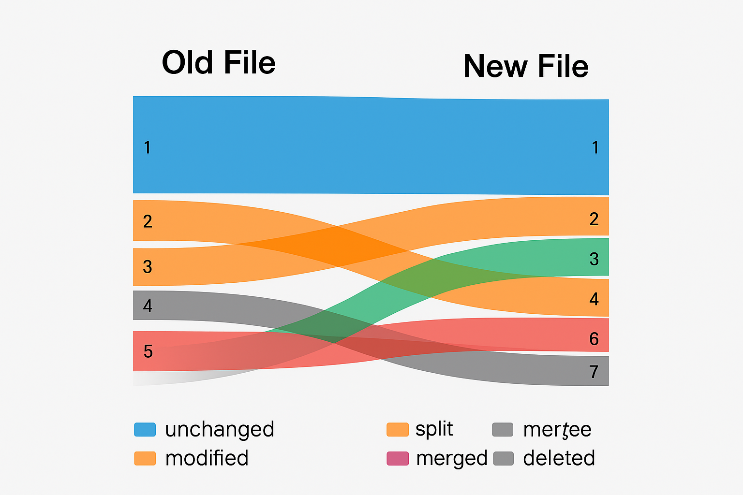 Old File New File
1 1
2 2
3 3
4 4
5 6
7
unchanged split merţee
modified merged deleted